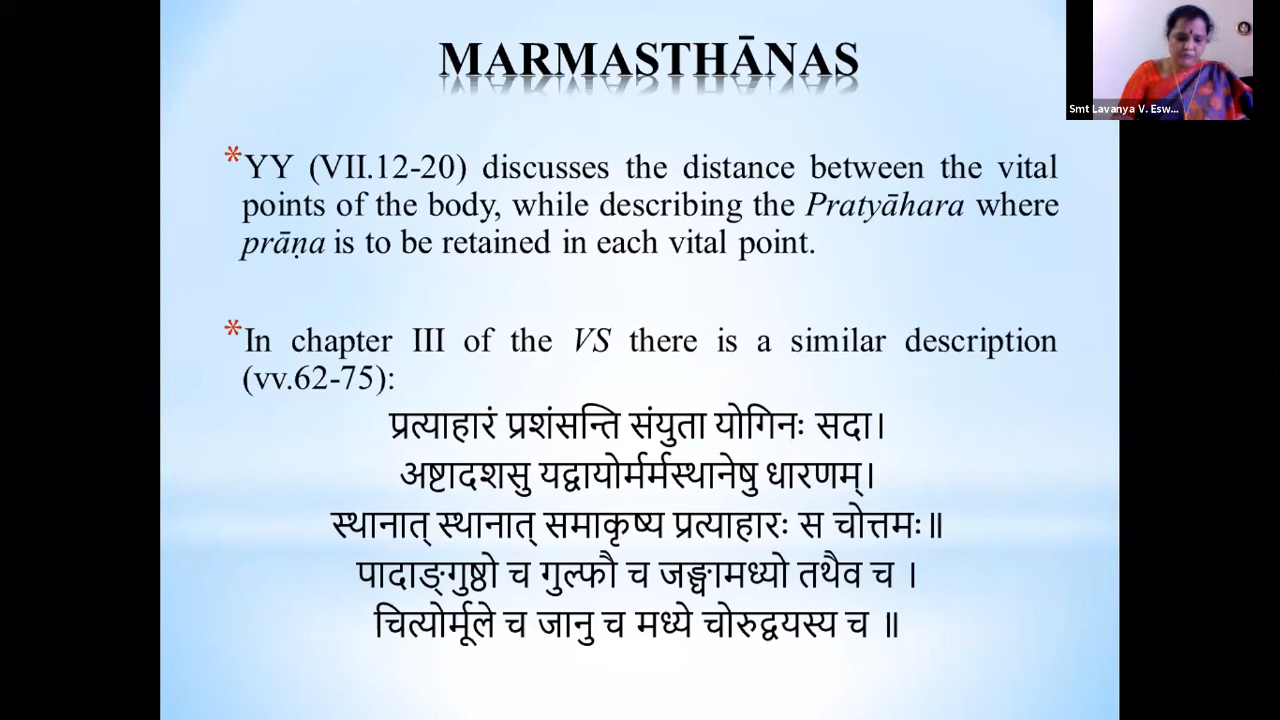 MARMASTHĀNAS
Smt Lavanya V. Esw...
*YY (VII.12-20) discusses the distance between the vital
points of the body, while describing the Pratyāhara where
prāṇa is to be retained in each vital point.
*In chapter III of the VS there is a similar description
(vv.62-75):
प्रत्याहारं प्रशंसन्ति संयुता योगिनः सदा।
अष्टादशसु यद्वायोर्मर्मस्थानेषु धारणम्।
स्थानात् स्थानात् समाकृष्य प्रत्याहारः स चोत्तमः॥
पादाङ्गुष्ठो च गुल्फौ च जङ्घामध्यो तथैव च ।
चित्योर्मूले च जानु च मध्ये चोरुद्वयस्य च ॥